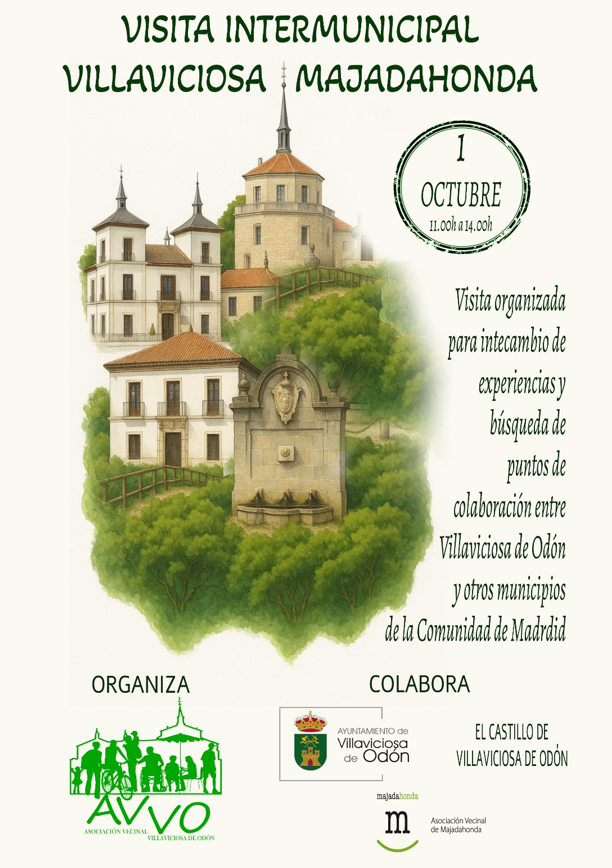 VISITA INTERMUNICIPAL
VILLAVICIOSA MAJADAHONDA
1
OCTUBRE
11.00h a 14.00h
Visita organizada
para intecambio de
experiencias y
búsqueda de
puntos de
colaboración entre
Villaviciosa de Odón
y otros municipios
de la Comunidad de Madrdid
ORGANIZA
AVVO
ASOCIACIÓN VECINAL
VILLAVICIOSA DE ODÓN
COLABORA
AYUNTAMIENTO DE
Villaviciosa
de Odón
EL CASTILLO DE
VILLAVICIOSA DE ODÓN
majadahonda
m
Asociación Vecinal
de Majadahonda